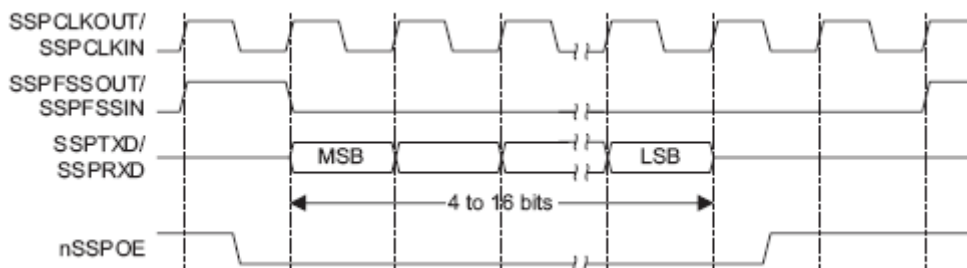 SSPCLKOUT/
SSPCLKIN
SSPFSSOUT/
SSPFSSIN
SSPTXD/
SSPRXD
MSB
LSB
4 to 16 bits
nSSPOE